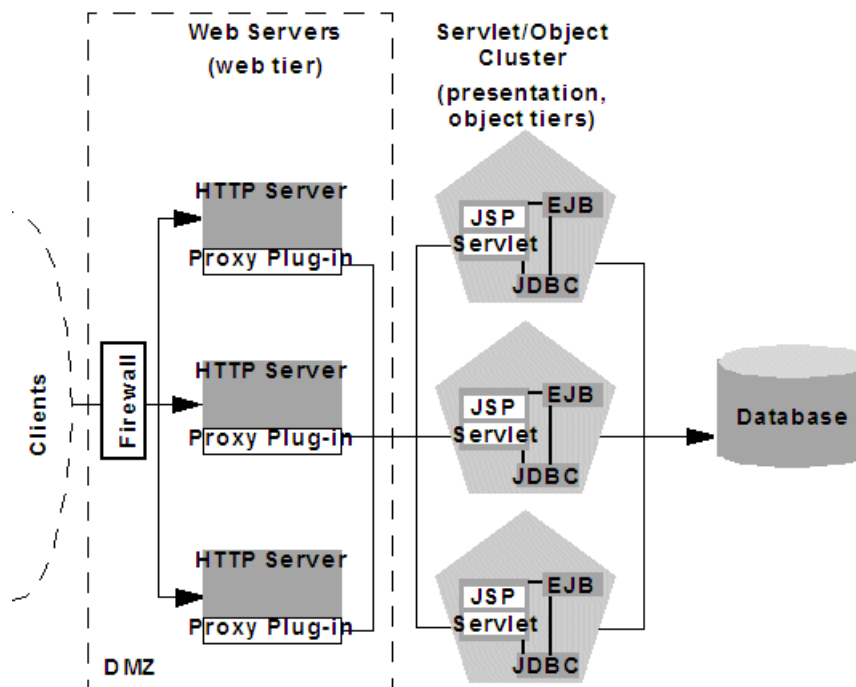 Web Servers
(web tier)
Servlet/Object
Cluster
(presentation,
object tiers)
Clients
Firewall
HTTP Server
Proxy Plug-in
HTTP Server
Proxy Plug-in
HTTP Server
Proxy Plug-in
DMZ
JSP
Servlet
EJB
JDBC
JSP
Servlet
EJB
JDBC
JSP
Servlet
EJB
JDBC
Database